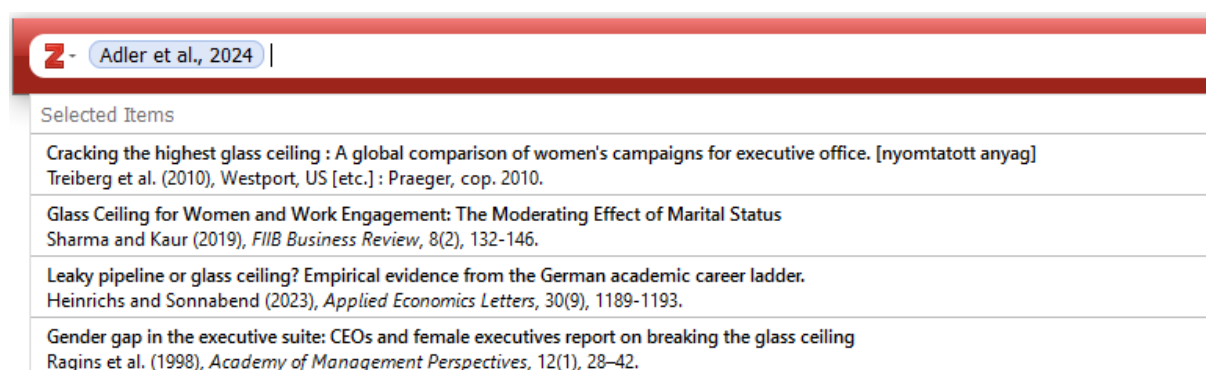 Z Adler et al., 2024
Selected Items
Cracking the highest glass ceiling : A global comparison of women's campaigns for executive office. [nyomtatott anyag]
Treiberg et al. (2010), Westport, US [etc.] : Praeger, cop. 2010.
Glass Ceiling for Women and Work Engagement: The Moderating Effect of Marital Status
Sharma and Kaur (2019), FIIB Business Review, 8(2), 132-146.
Leaky pipeline or glass ceiling? Empirical evidence from the German academic career ladder.
Heinrichs and Sonnabend (2023), Applied Economics Letters, 30(9), 1189-1193.
Gender gap in the executive suite: CEOs and female executives report on breaking the glass ceiling
Ragins et al. (1998), Academy of Management Perspectives, 12(1), 28–42.